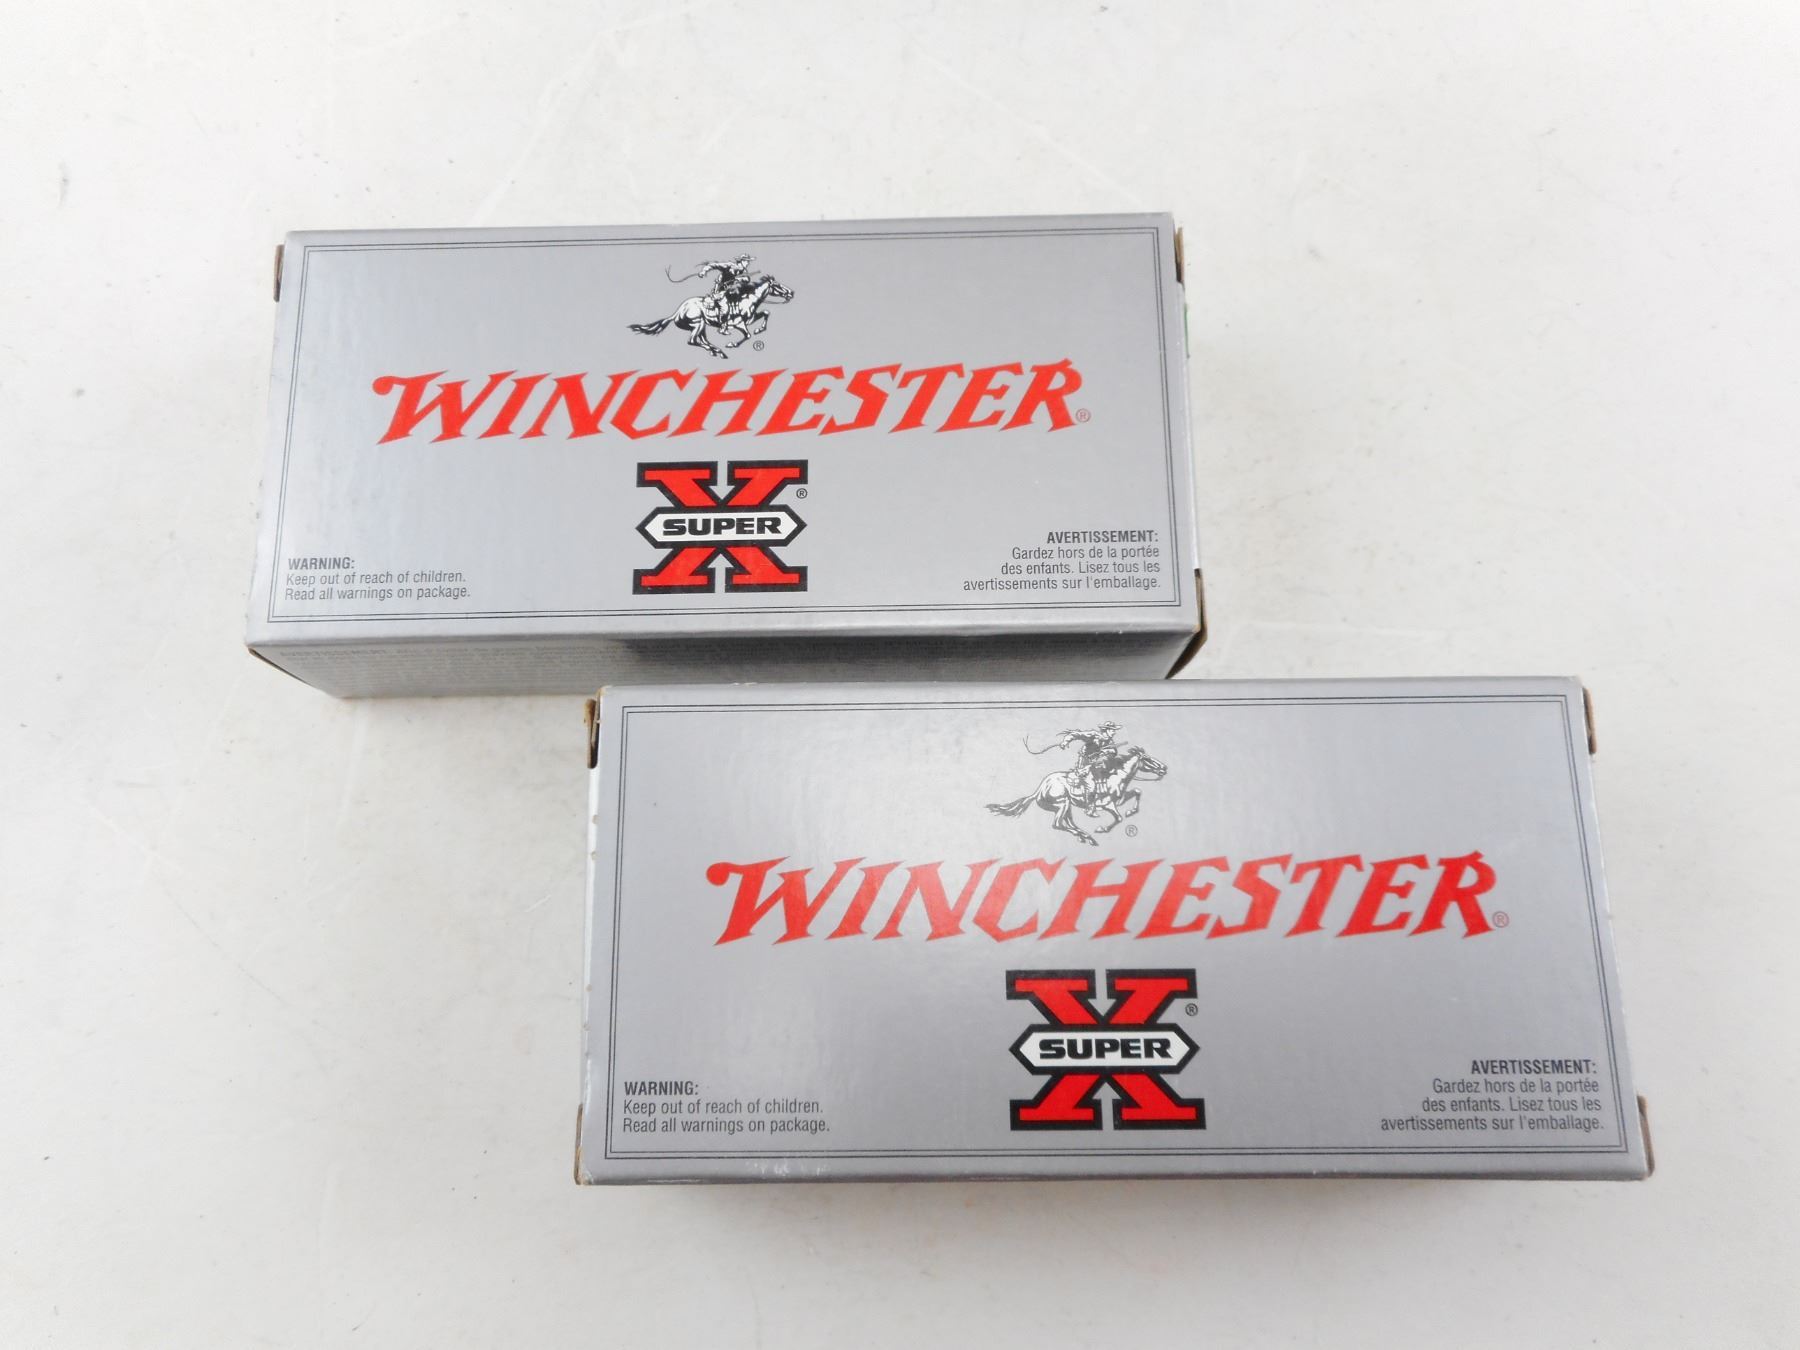 ®
WINCHESTER®
X®
SUPER
WARNING:
Keep out of reach of children.
Read all warnings on package.
AVERTISSEMENT:
Gardez hors de la portée
des enfants. Lisez tous les
avertissements sur l'emballage.
®
WINCHESTER®
X®
SUPER
WARNING:
Keep out of reach of children.
Read all warnings on package.
AVERTISSEMENT:
Gardez hors de la portée
des enfants. Lisez tous les
avertissements sur l'emballage.